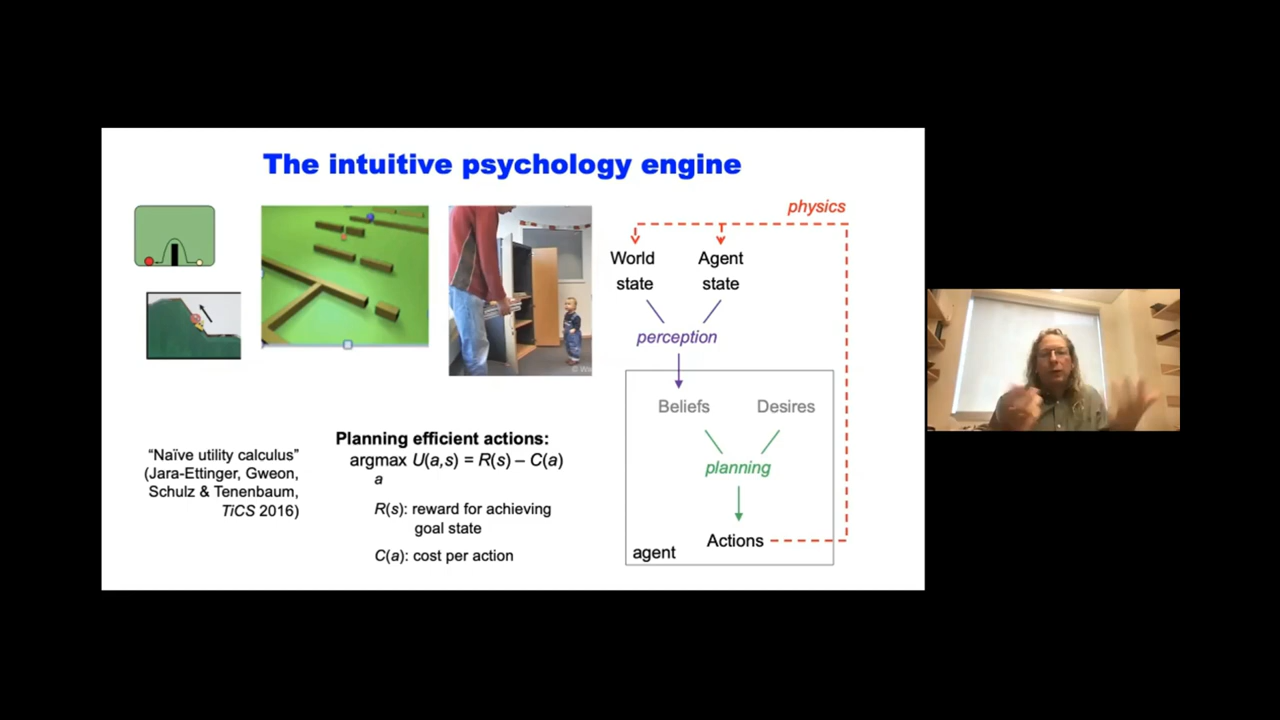 The intuitive psychology engine
physics
World
state
Agent
state
perception
Beliefs
Desires
planning
Actions
agent
"Naïve utility calculus"
(Jara-Ettinger, Gweon,
Schulz & Tenenbaum,
TiCS 2016)
Planning efficient actions:
argmax U(a,s) = R(s) – C(a)
a
R(s): reward for achieving
goal state
C(a): cost per action